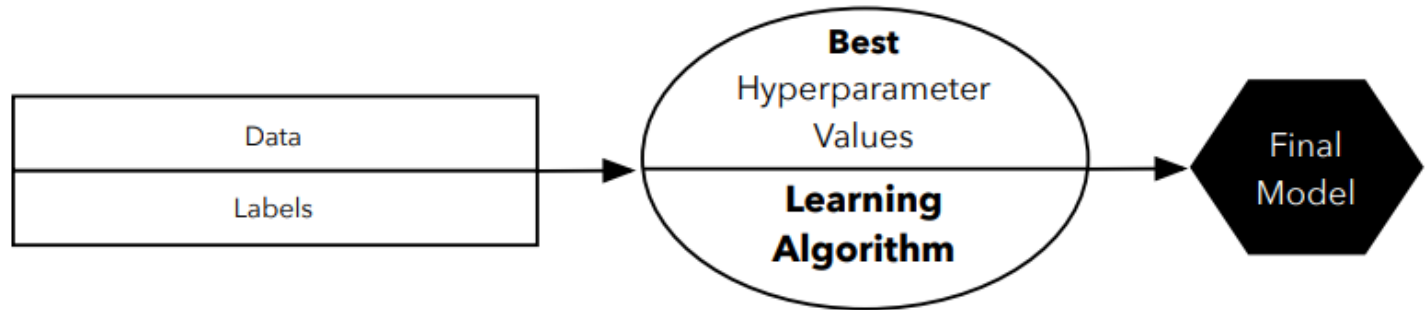 Data
Labels
Best
Hyperparameter
Values
Learning
Algorithm
Final
Model